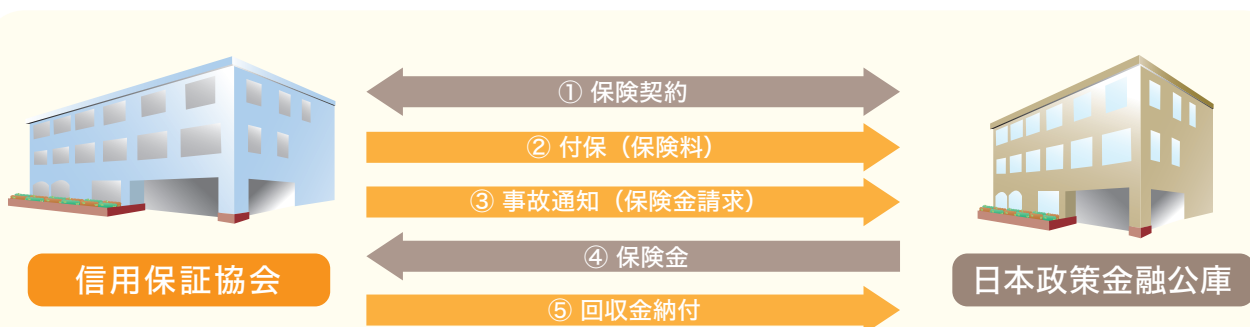 ① 保険契約
② 付保（保険料）
③ 事故通知（保険金請求）
④ 保険金
⑤ 回収金納付
信用保証協会
日本政策金融公庫